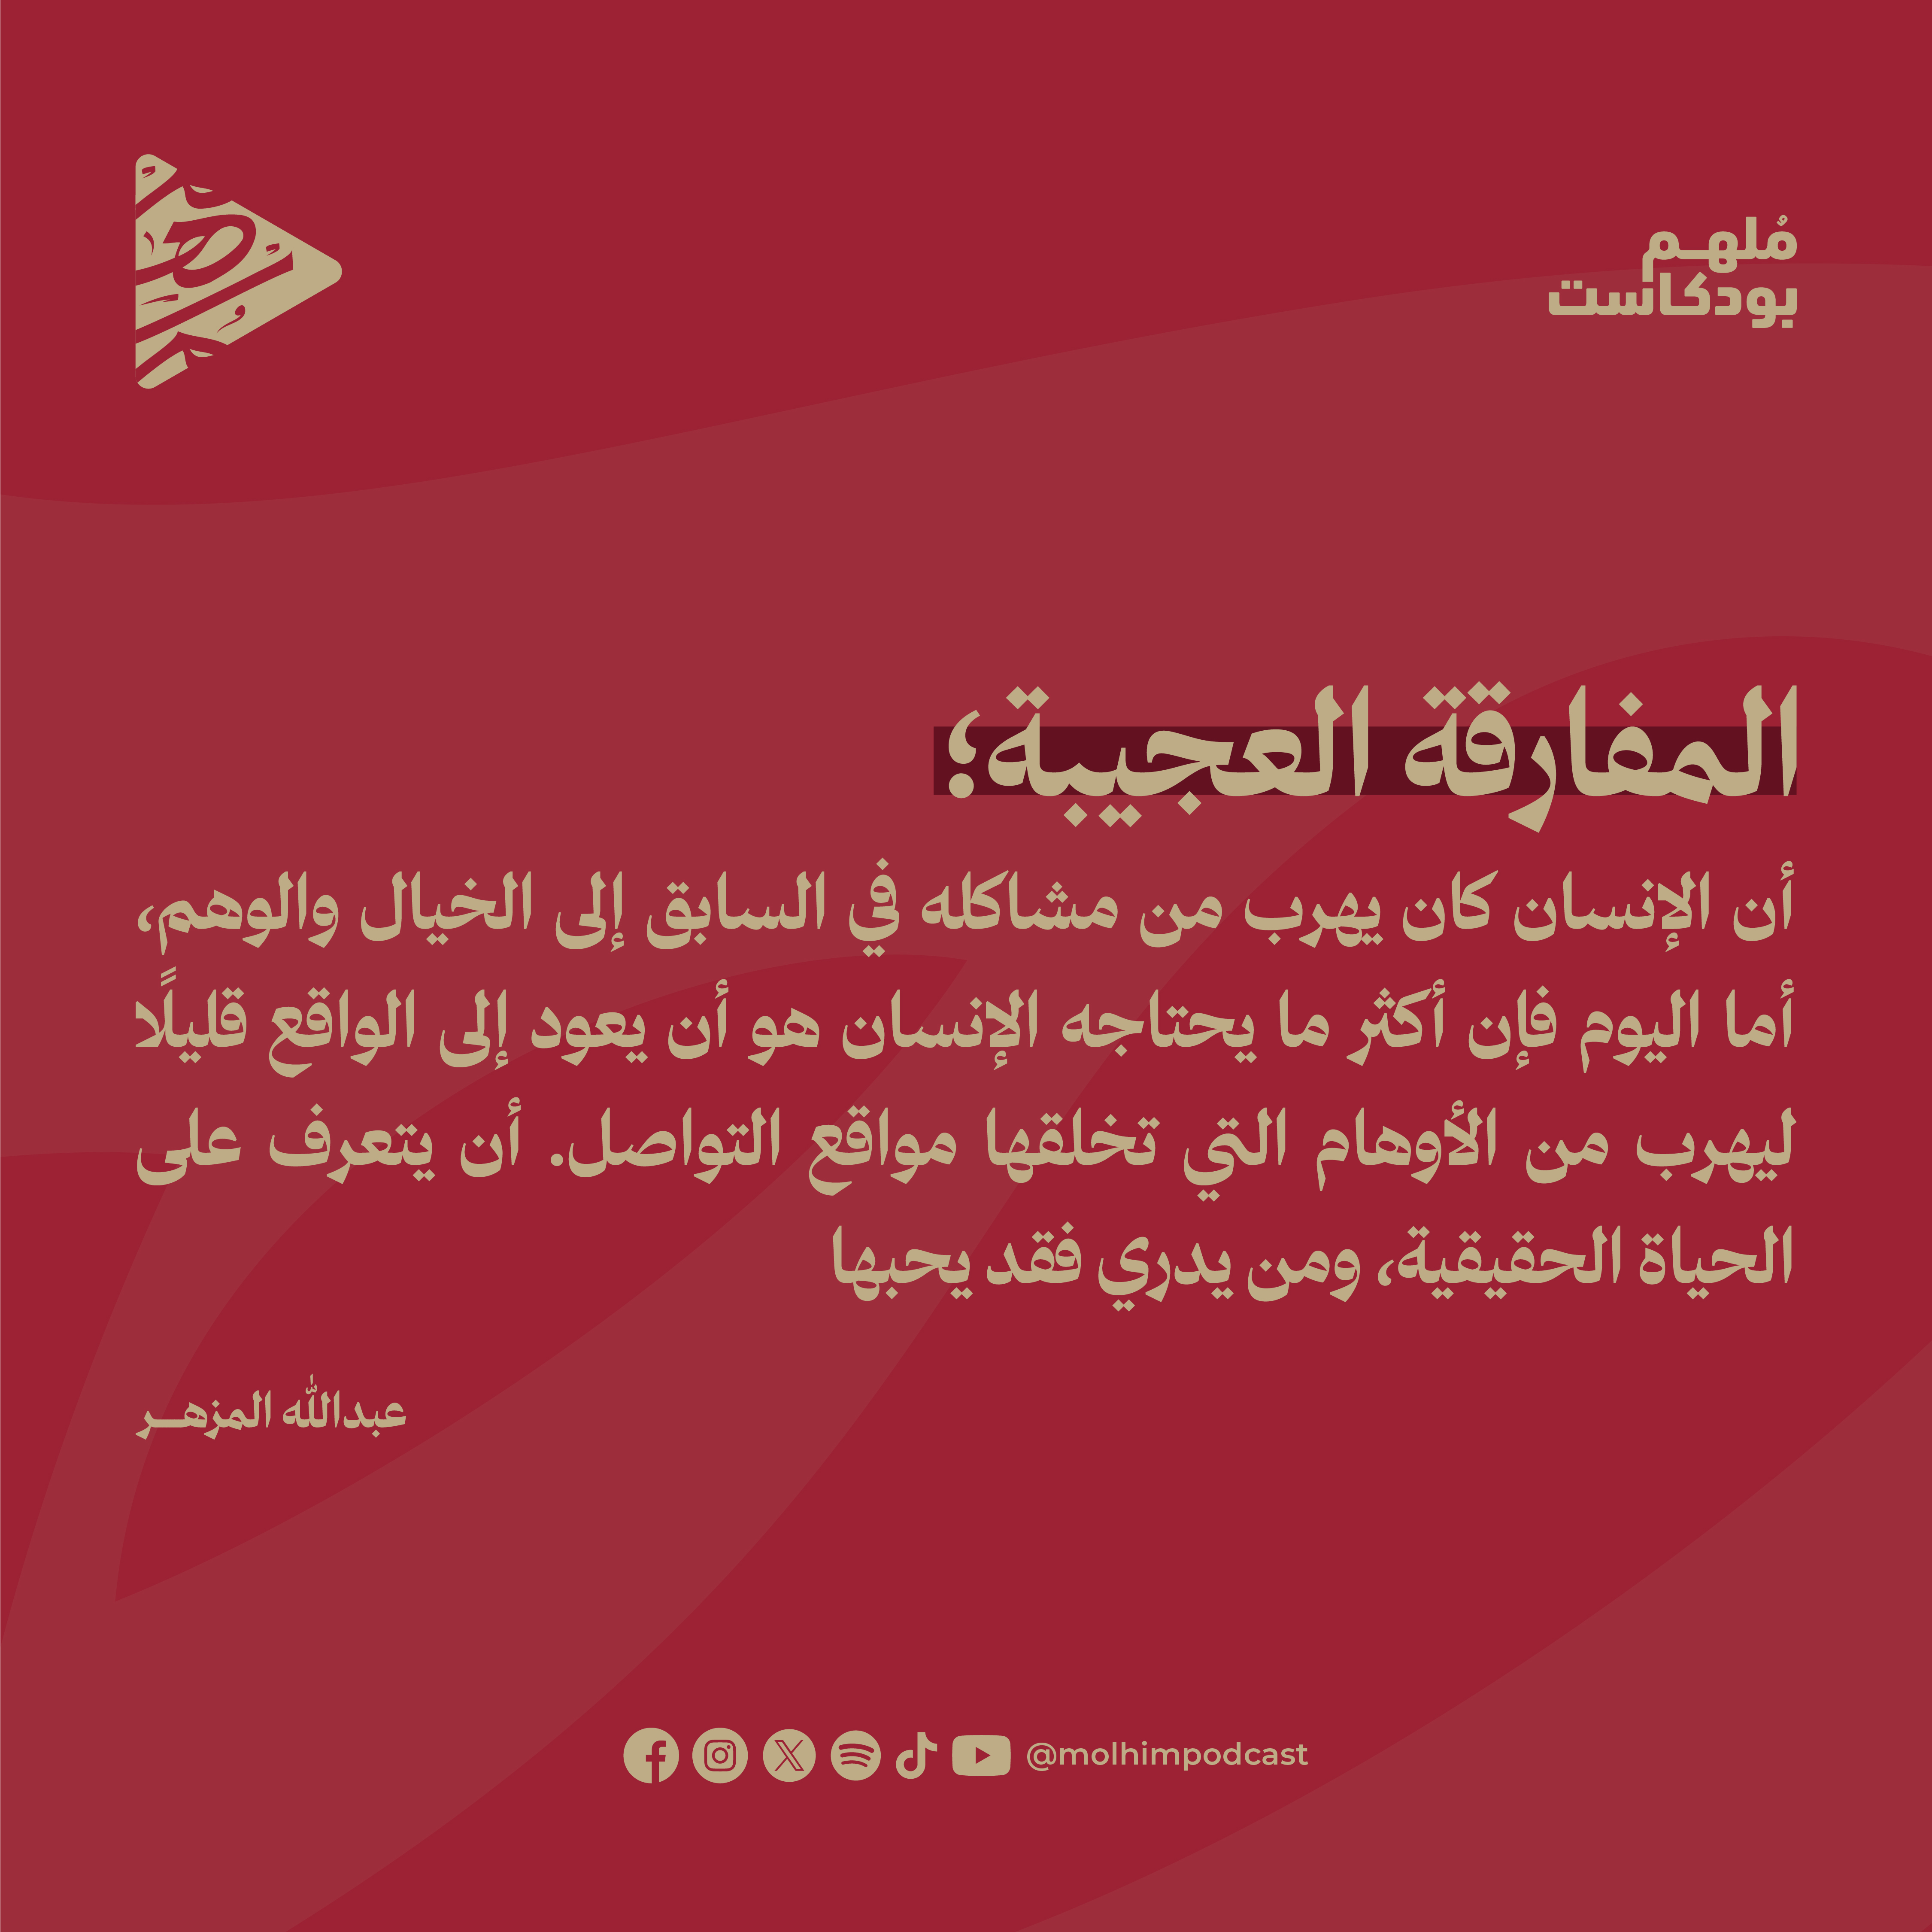 مُلهم
بودكاست
المفارقة العجيبة؛
أن الإنسان كان يهرب من مشاكله في السابق إلى الخيال والوهم،
أما اليوم فإن أكثر ما يحتاجه الإنسان هو أن يعود إلى الواقع قليلًا
ليهرب من الأوهام التي تخلقها مواقع التواصل. أن يتعرف على
الحياة الحقيقية، ومن يدري فقد يحبها
عبدالله المزهر
@molhimpodcast